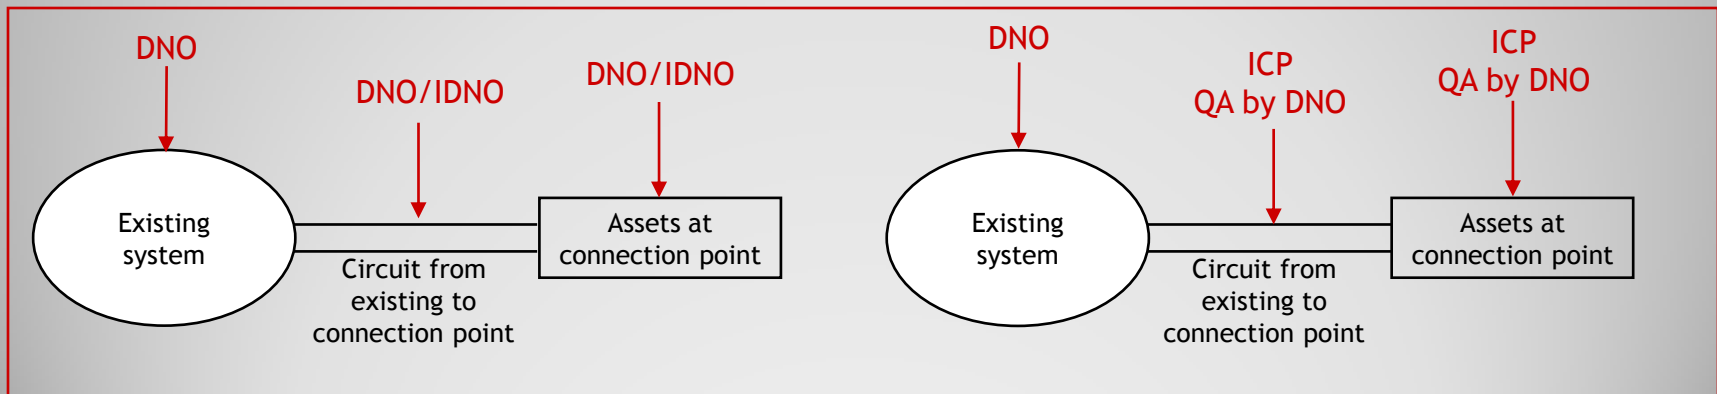 DNO
DNO/IDNO
DNO/IDNO
Existing
system
Circuit from
existing to
connection point
Assets at
connection point
DNO
ICP
QA by DNO
ICP
QA by DNO
Existing
system
Circuit from
existing to
connection point
Assets at
connection point